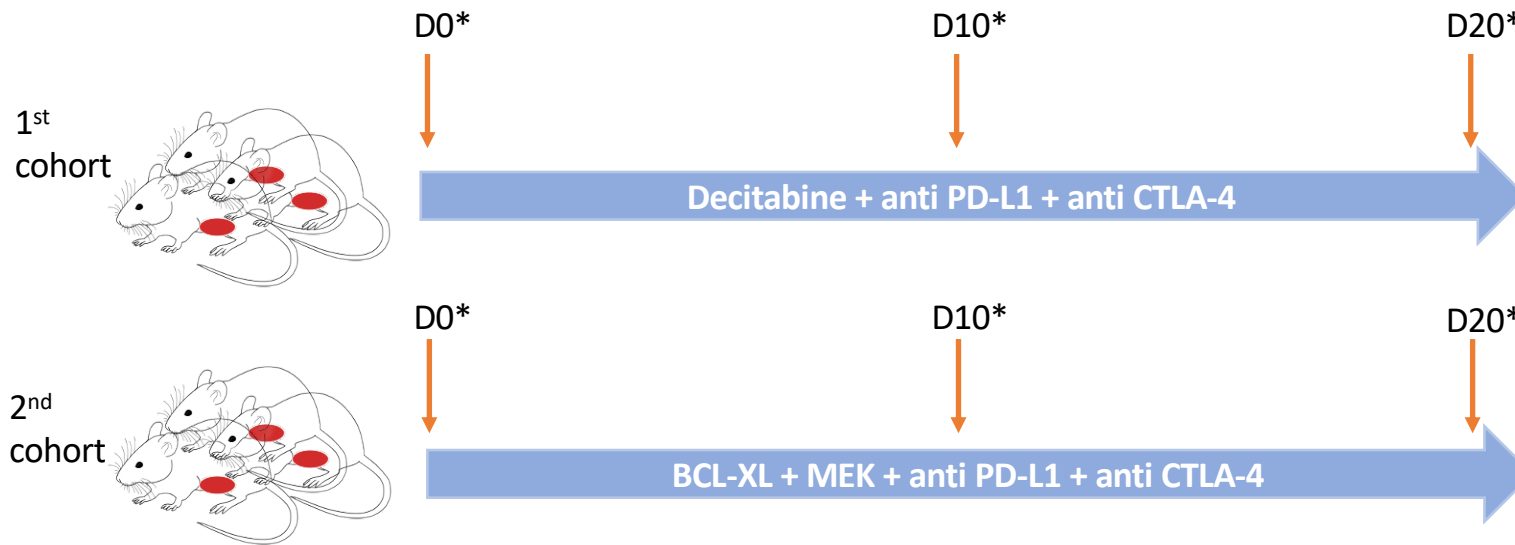 D0* D10* D20*
1st
cohort
Decitabine + anti PD-L1 + anti CTLA-4
D0* D10* D20*
2nd
cohort
BCL-XL + MEK + anti PD-L1 + anti CTLA-4